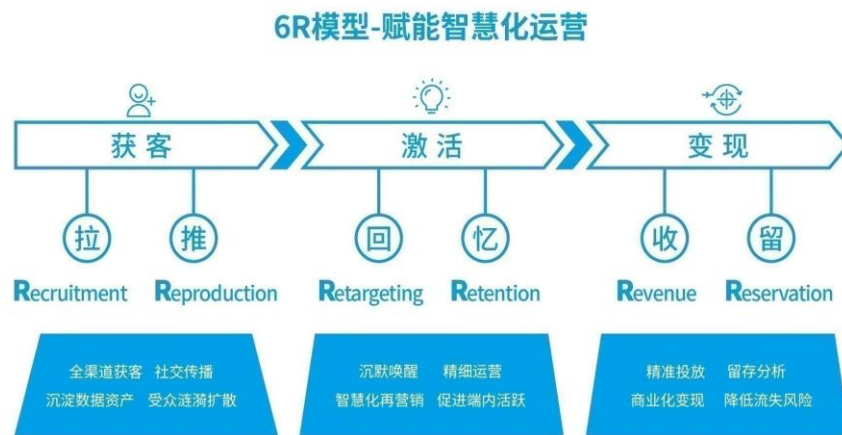 6R模型-赋能智慧化运营
获客
激活
变现
拉
推
回
忆
收
留
Recruitment
Reproduction
Retargeting
Retention
Revenue
Reservation
全渠道获客 社交传播
沉淀数据资产 受众涟漪扩散
沉默唤醒 精细运营
智慧化再营销 促进端内活跃
精准投放 留存分析
商业化变现 降低流失风险